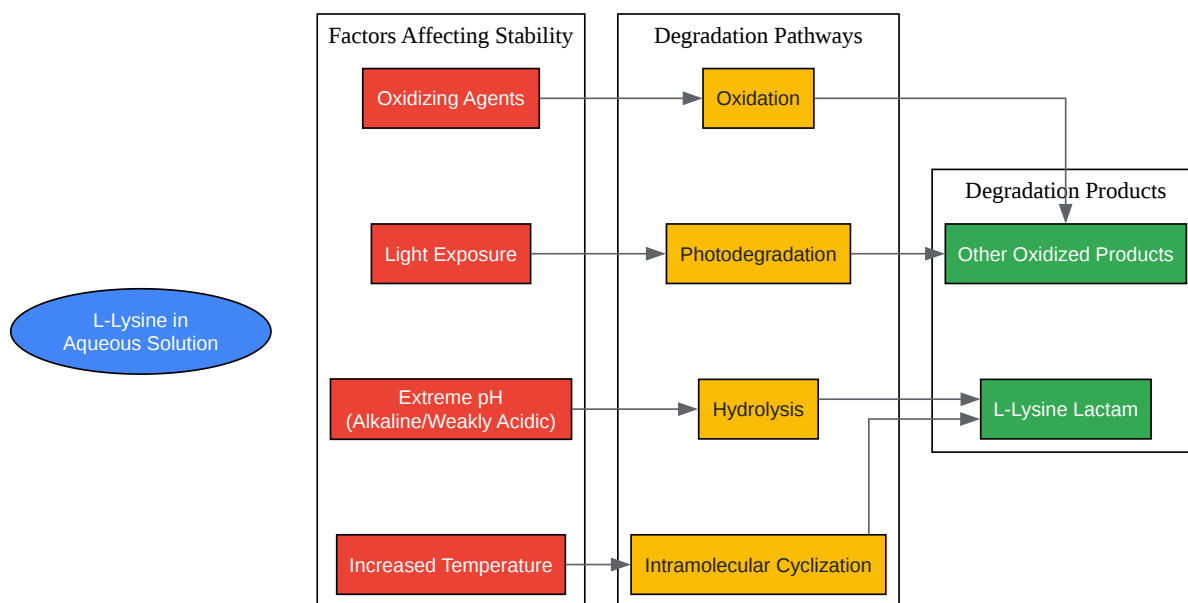 L-Lysine in
Aqueous Solution
Factors Affecting Stability
Oxidizing Agents
Light Exposure
Extreme pH
(Alkaline/Weakly Acidic)
Increased Temperature
Degradation Pathways
Oxidation
Photodegradation
Hydrolysis
Intramolecular Cyclization
Degradation Products
Other Oxidized Products
L-Lysine Lactam